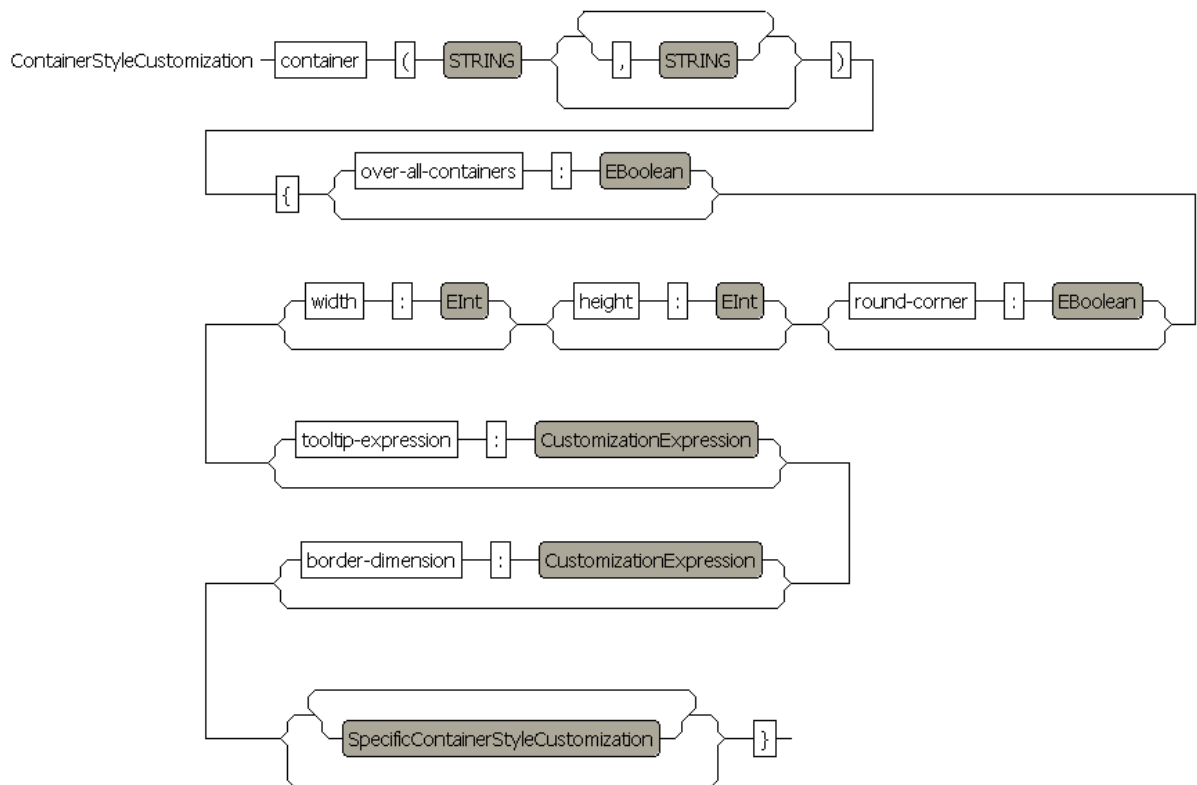 ContainerStyleCustomization container ( STRING , STRING )
{ over-all-containers : EBoolean
width : EInt height : EInt round-corner : EBoolean
tooltip-expression : CustomizationExpression
border-dimension : CustomizationExpression
SpecificContainerStyleCustomization }